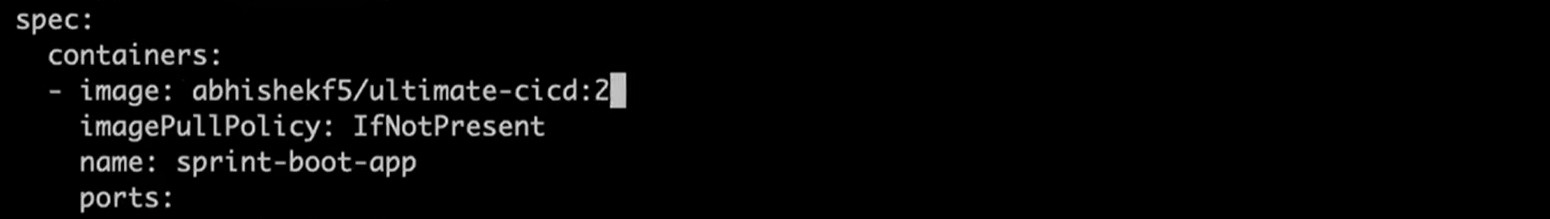 spec:
  containers:
  - image: abhishekf5/ultimate-cicd:2
    imagePullPolicy: IfNotPresent
    name: sprint-boot-app
    ports: